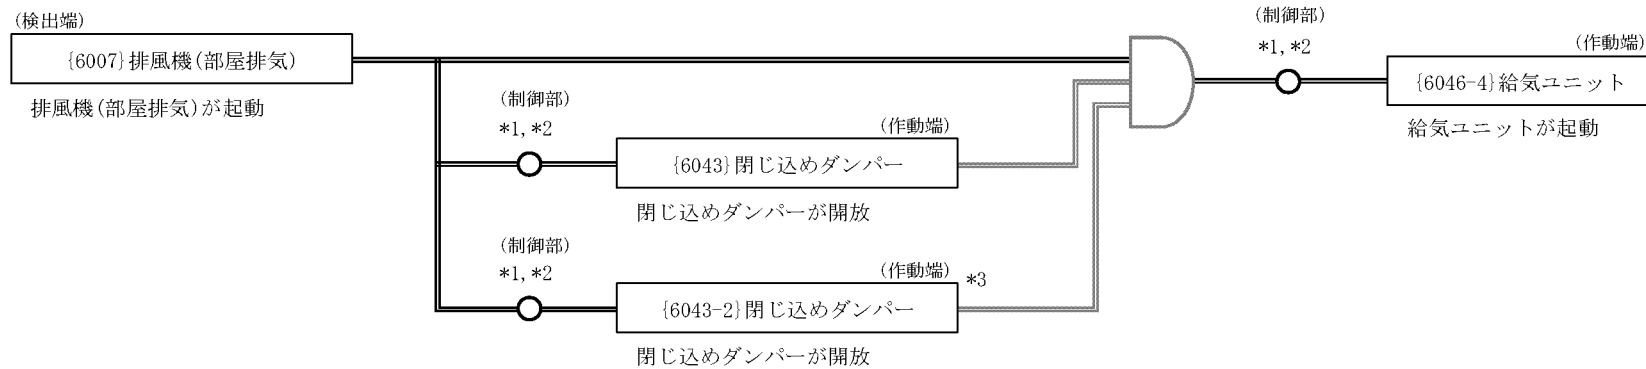 (検出端)
{6007}排風機(部屋排気)
排風機(部屋排気)が起動
(制御部)
*1,*2
(作動端)
{6043}閉じ込めダンパー
閉じ込めダンパーが開放
(制御部)
*1,*2
(作動端)
*3
{6043-2}閉じ込めダンパー
閉じ込めダンパーが開放
(制御部)
*1,*2
(作動端)
{6046-4}給気ユニット
給気ユニットが起動